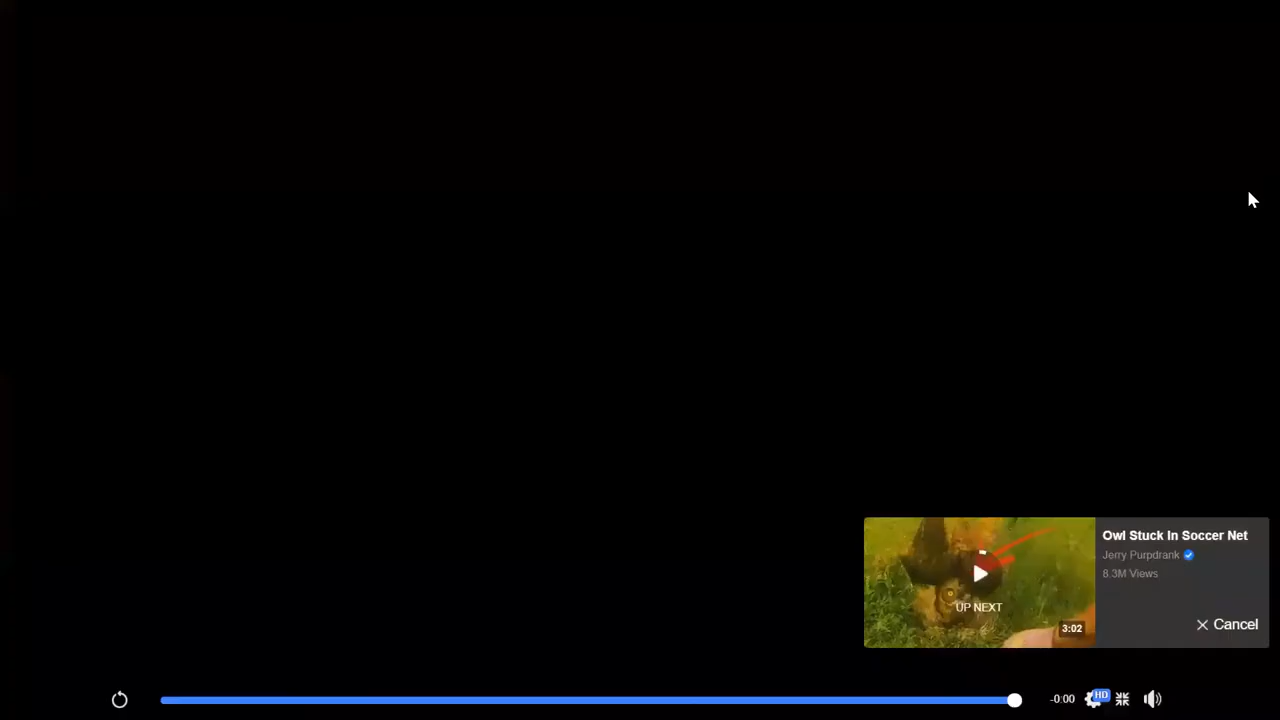 Owl Stuck In Soccer Net
Jerry Purpdrank
8.3M Views
UP NEXT
3:02
Cancel
-0:00
HD